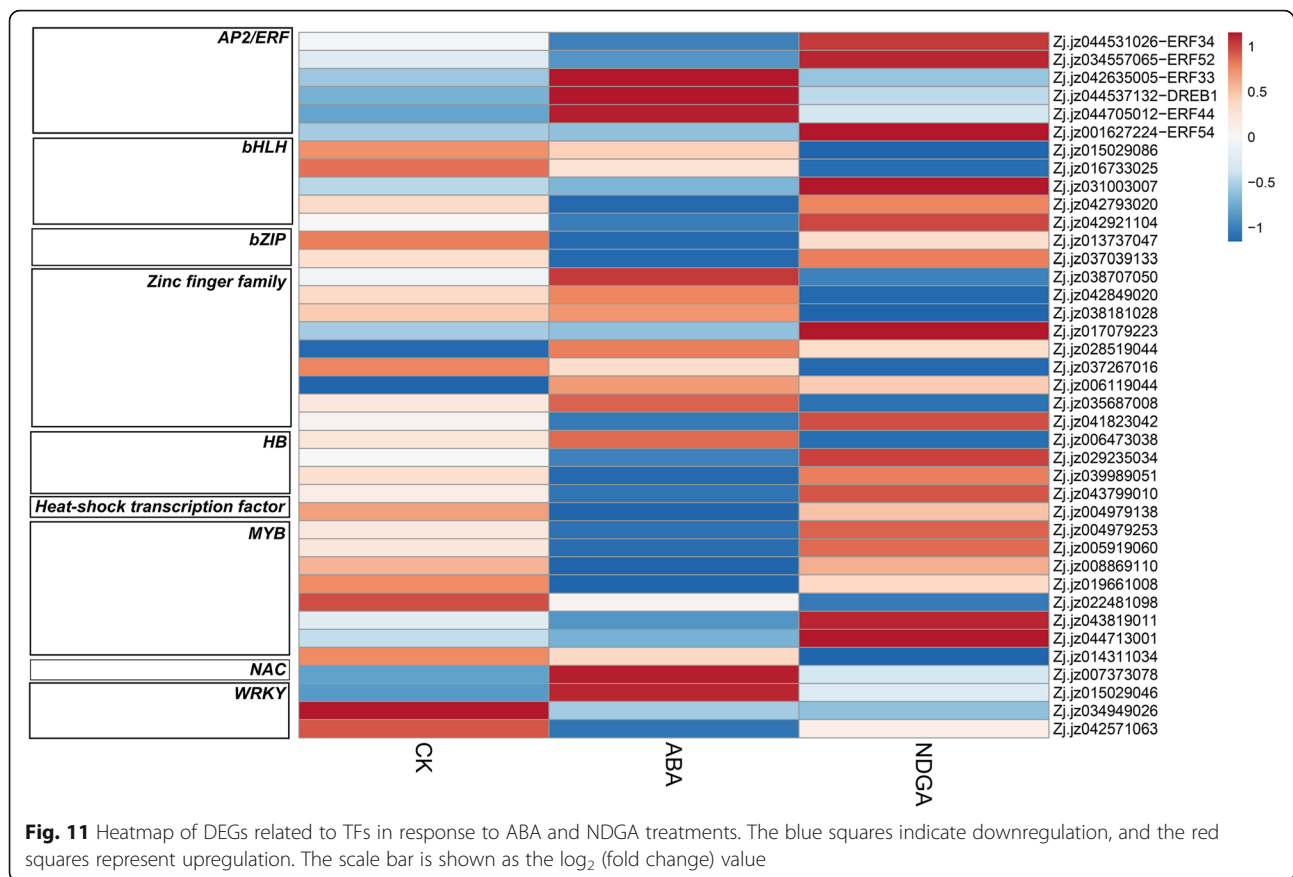 AP2/ERF
bHLH
bZIP
Zinc finger family
HB
Heat-shock transcription factor
MYB
NAC
WRKY
Zj.jz044531026−ERF34
Zj.jz034557065−ERF52
Zj.jz042635005−ERF33
Zj.jz044537132−DREB1
Zj.jz044705012−ERF44
Zj.jz001627224−ERF54
Zj.jz015029086
Zj.jz016733025
Zj.jz031003007
Zj.jz042793020
Zj.jz042921104
Zj.jz013737047
Zj.jz037039133
Zj.jz038707050
Zj.jz042849020
Zj.jz038181028
Zj.jz017079223
Zj.jz028519044
Zj.jz037267016
Zj.jz006119044
Zj.jz035687008
Zj.jz041823042
Zj.jz006473038
Zj.jz029235034
Zj.jz039989051
Zj.jz043799010
Zj.jz004979138
Zj.jz004979253
Zj.jz005919060
Zj.jz008869110
Zj.jz019661008
Zj.jz022481098
Zj.jz043819011
Zj.jz044713001
Zj.jz014311034
Zj.jz007373078
Zj.jz015029046
Zj.jz034949026
Zj.jz042571063
1
0.5
0
−0.5
−1
CK
ABA
NDGA
Fig. 11 Heatmap of DEGs related to TFs in response to ABA and NDGA treatments. The blue squares indicate downregulation, and the red
squares represent upregulation. The scale bar is shown as the log₂ (fold change) value